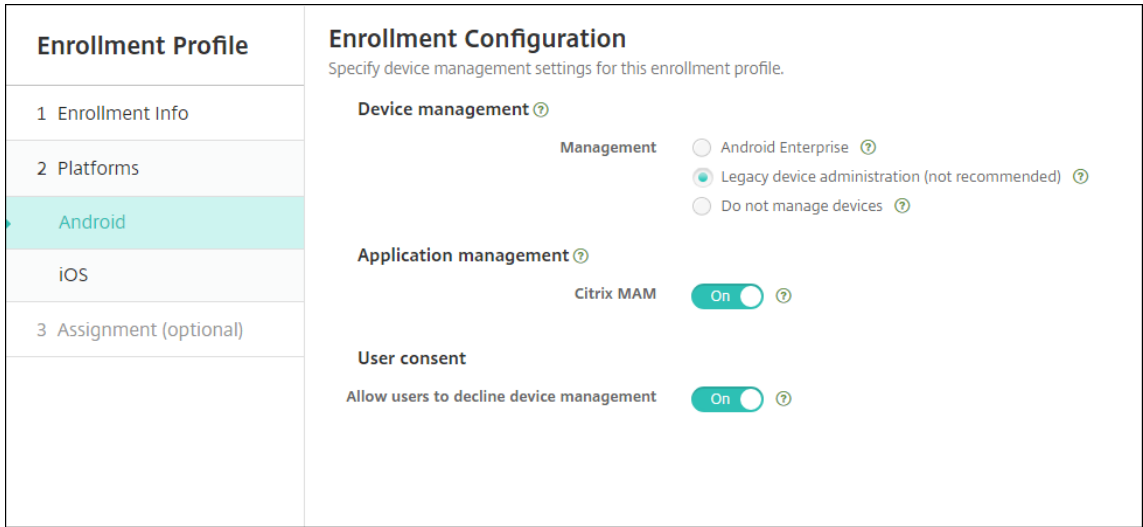 Enrollment Profile
1 Enrollment Info
2 Platforms
Android
iOS
3 Assignment (optional)
Enrollment Configuration
Specify device management settings for this enrollment profile.
Device management ?
Management
Android Enterprise ?
Legacy device administration (not recommended) ?
Do not manage devices ?
Application management ?
Citrix MAM On ?
User consent
Allow users to decline device management On ?